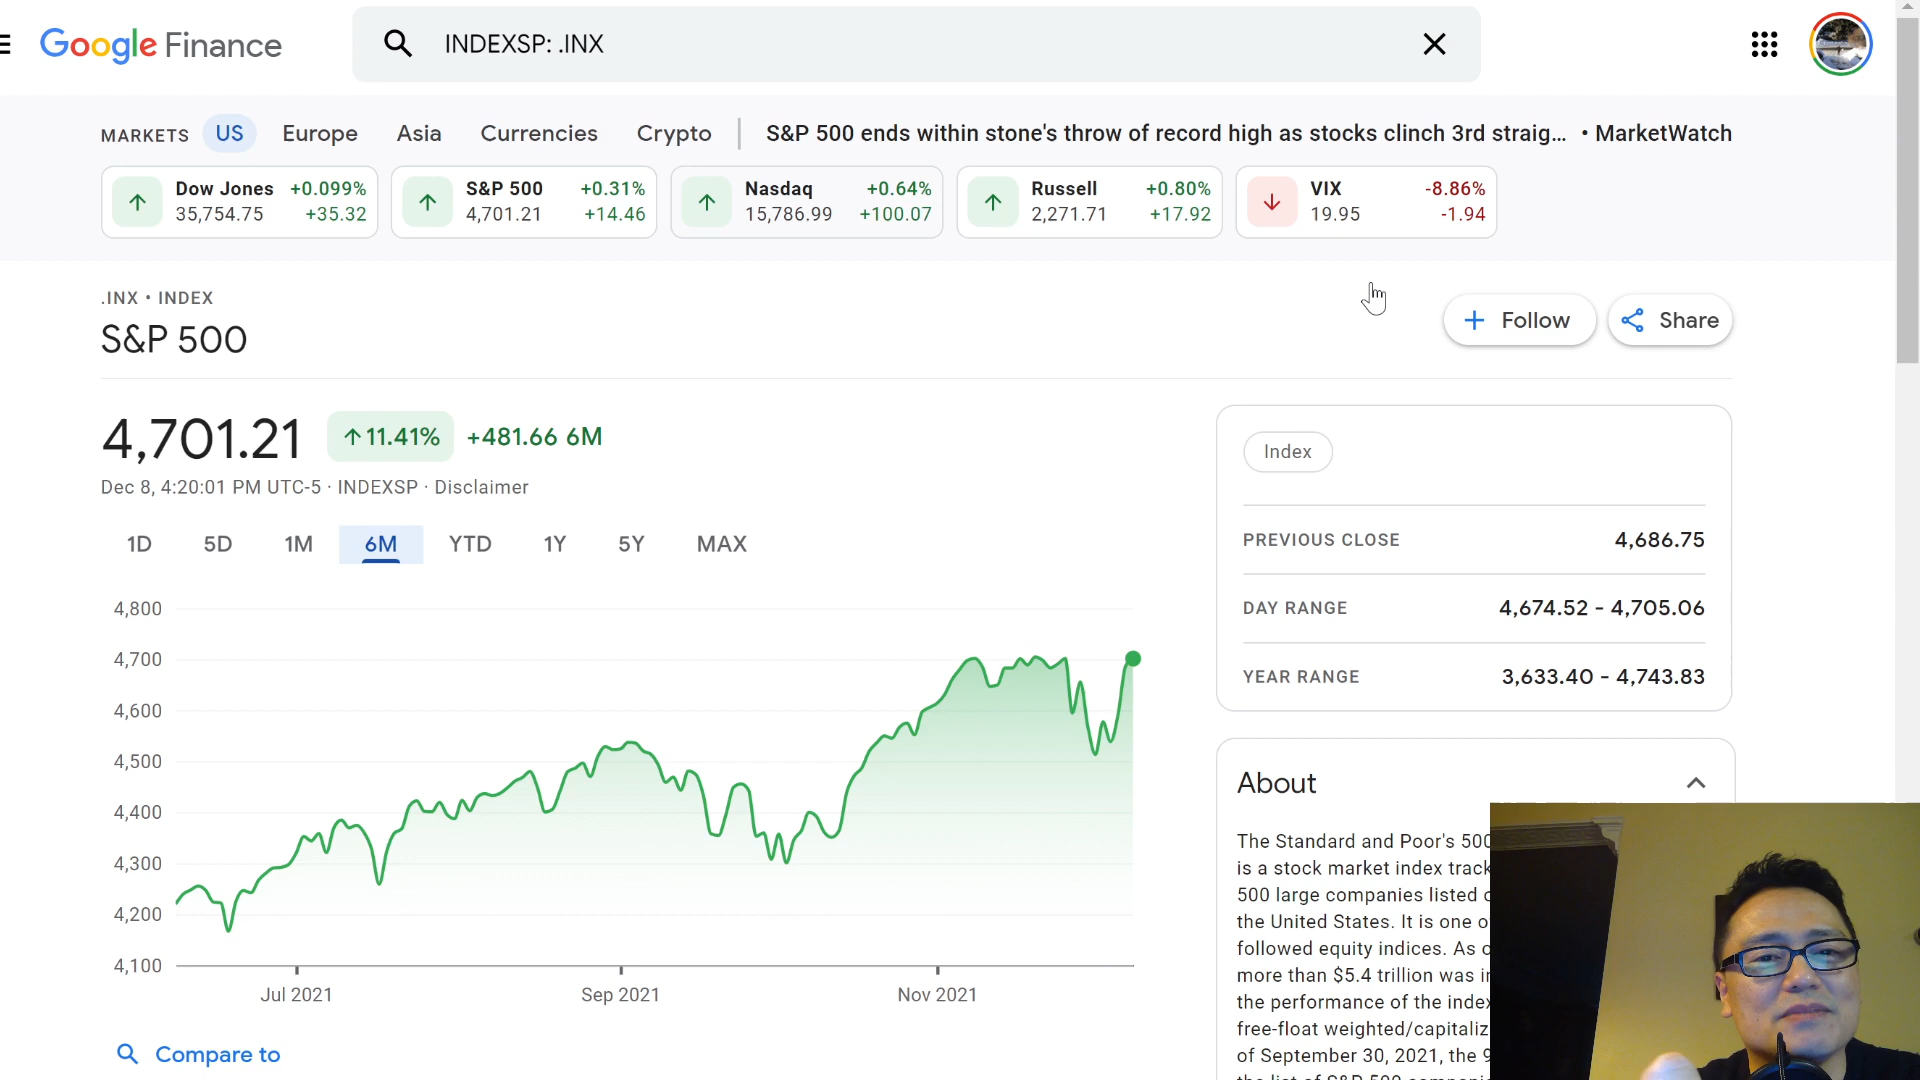 Google Finance
INDEXSP: .INX
MARKETS US Europe Asia Currencies Crypto S&P 500 ends within stone's throw of record high as stocks clinch 3rd straig... • MarketWatch
Dow Jones +0.099%
35,754.75 +35.32
S&P 500 +0.31%
4,701.21 +14.46
Nasdaq +0.64%
15,786.99 +100.07
Russell +0.80%
2,271.71 +17.92
VIX -8.86%
19.95 -1.94
.INX • INDEX
S&P 500
Follow
Share
4,701.21 11.41% +481.66 6M
Dec 8, 4:20:01 PM UTC-5 · INDEXSP · Disclaimer
1D 5D 1M 6M YTD 1Y 5Y MAX
4,800
4,700
4,600
4,500
4,400
4,300
4,200
4,100
Jul 2021 Sep 2021 Nov 2021
Compare to
Index
PREVIOUS CLOSE 4,686.75
DAY RANGE 4,674.52 - 4,705.06
YEAR RANGE 3,633.40 - 4,743.83
About
The Standard and Poor's 500
is a stock market index track
500 large companies listed
the United States. It is one
followed equity indices. As
more than $5.4 trillion was
the performance of the index
free-float weighted/capitaliz
of September 30, 2021, the
the list of S&P 500